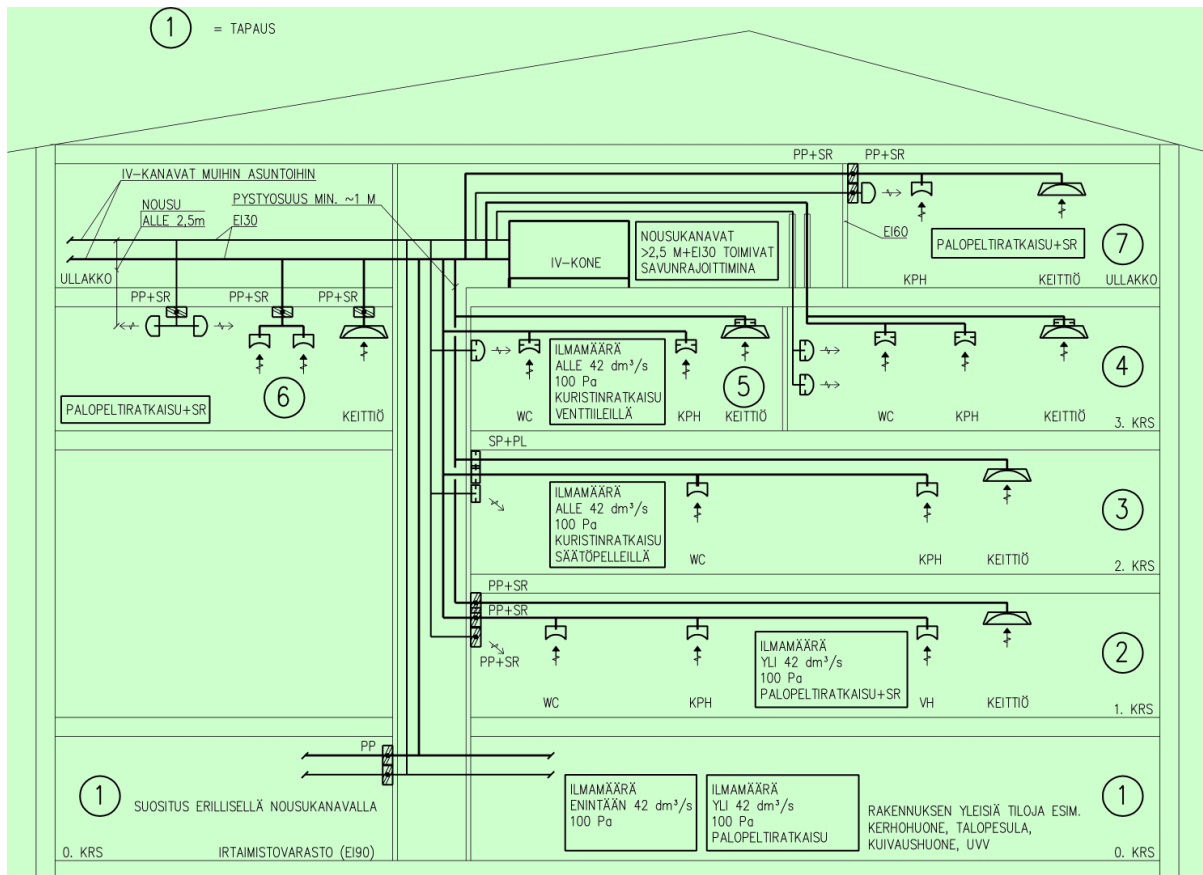 1 = TAPAUS
PP+SR PP+SR
IV-KANAVAT MUIHIN ASUNTOIHIN
NOUSU
ALLE 2,5m
EI30
PYSTYOSUUS MIN. ~1 M
IV-KONE
NOUSUKANAVAT
>2,5 M+EI30 TOIMIVAT
SAVUNRAJOITTIMINA
EI60
PALOPELTIRATKAISU+SR
7
ULLAKKO
KPH KEITTIÖ ULLAKKO
PP+SR PP+SR PP+SR
6
PALOPELTIRATKAISU+SR
KEITTIÖ
ILMAMÄÄRÄ
ALLE 42 dm³/s
100 Pa
KURISTINRATKAISU
VENTTIILEILLÄ
WC KPH KEITTIÖ
5
4
WC KPH KEITTIÖ
3. KRS
SP+PL
ILMAMÄÄRÄ
ALLE 42 dm³/s
100 Pa
KURISTINRATKAISU
SÄÄTÖPELLEILLÄ
WC KPH KEITTIÖ
3
2. KRS
PP+SR
PP+SR
PP+SR
ILMAMÄÄRÄ
YLI 42 dm³/s
100 Pa
PALOPELTIRATKAISU+SR
2
WC KPH VH KEITTIÖ
1. KRS
PP
1
SUOSITUS ERILLISELLÄ NOUSUKANAVALLA
0. KRS IRTAIMISTOVARASTO (EI90)
ILMAMÄÄRÄ
ENINTÄÄN 42 dm³/s
100 Pa
ILMAMÄÄRÄ
YLI 42 dm³/s
100 Pa
PALOPELTIRATKAISU
RAKENNUKSEN YLEISIÄ TILOJA ESIM.
KERHOHUONE, TALOPESULA,
KUIVAUSHUONE, UVV
1
0. KRS